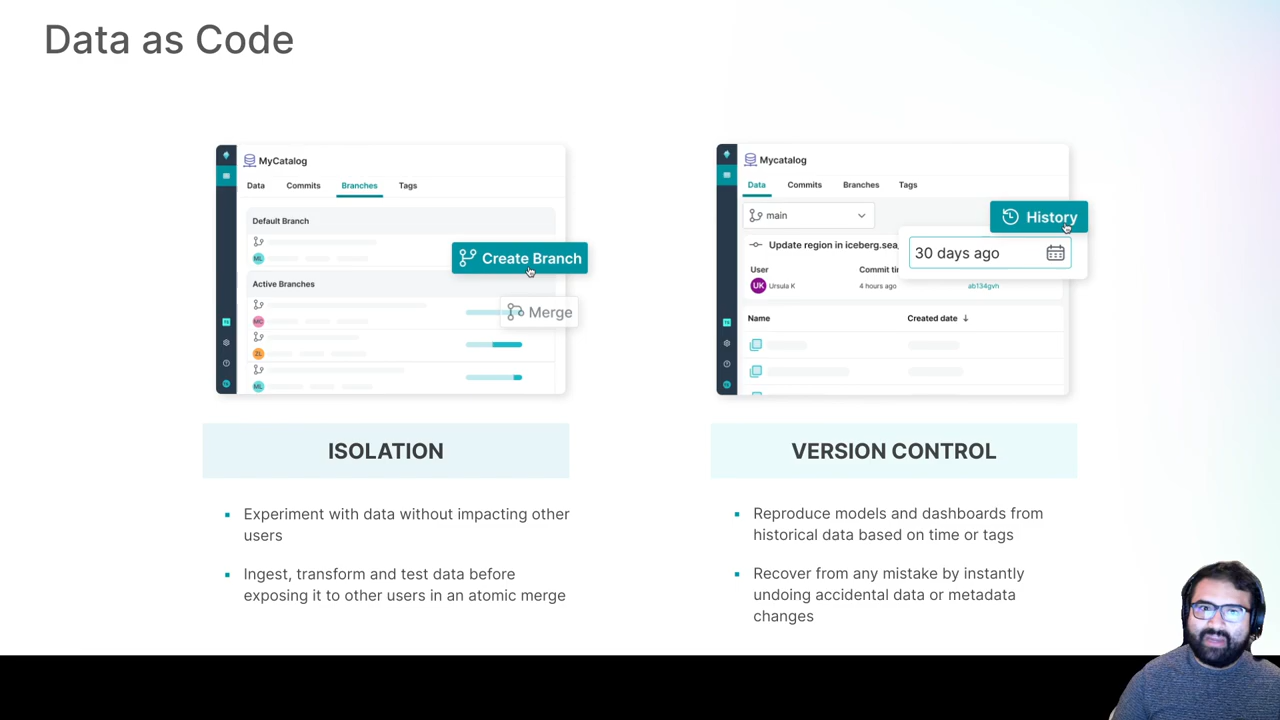 Data as Code
MyCatalog
Data Commits Branches Tags
Default Branch
ML
Create Branch
Active Branches
Merge
MC
ZL
ML
ISOLATION
Experiment with data without impacting other
users
Ingest, transform and test data before
exposing it to other users in an atomic merge
Mycatalog
Data Commits Branches Tags
main
History
Update region in iceberg.sea
30 days ago
User Commit
UK Ursula K 4 hours ago ab134gvh
Name Created date ↓
VERSION CONTROL
Reproduce models and dashboards from
historical data based on time or tags
Recover from any mistake by instantly
undoing accidental data or metadata
changes